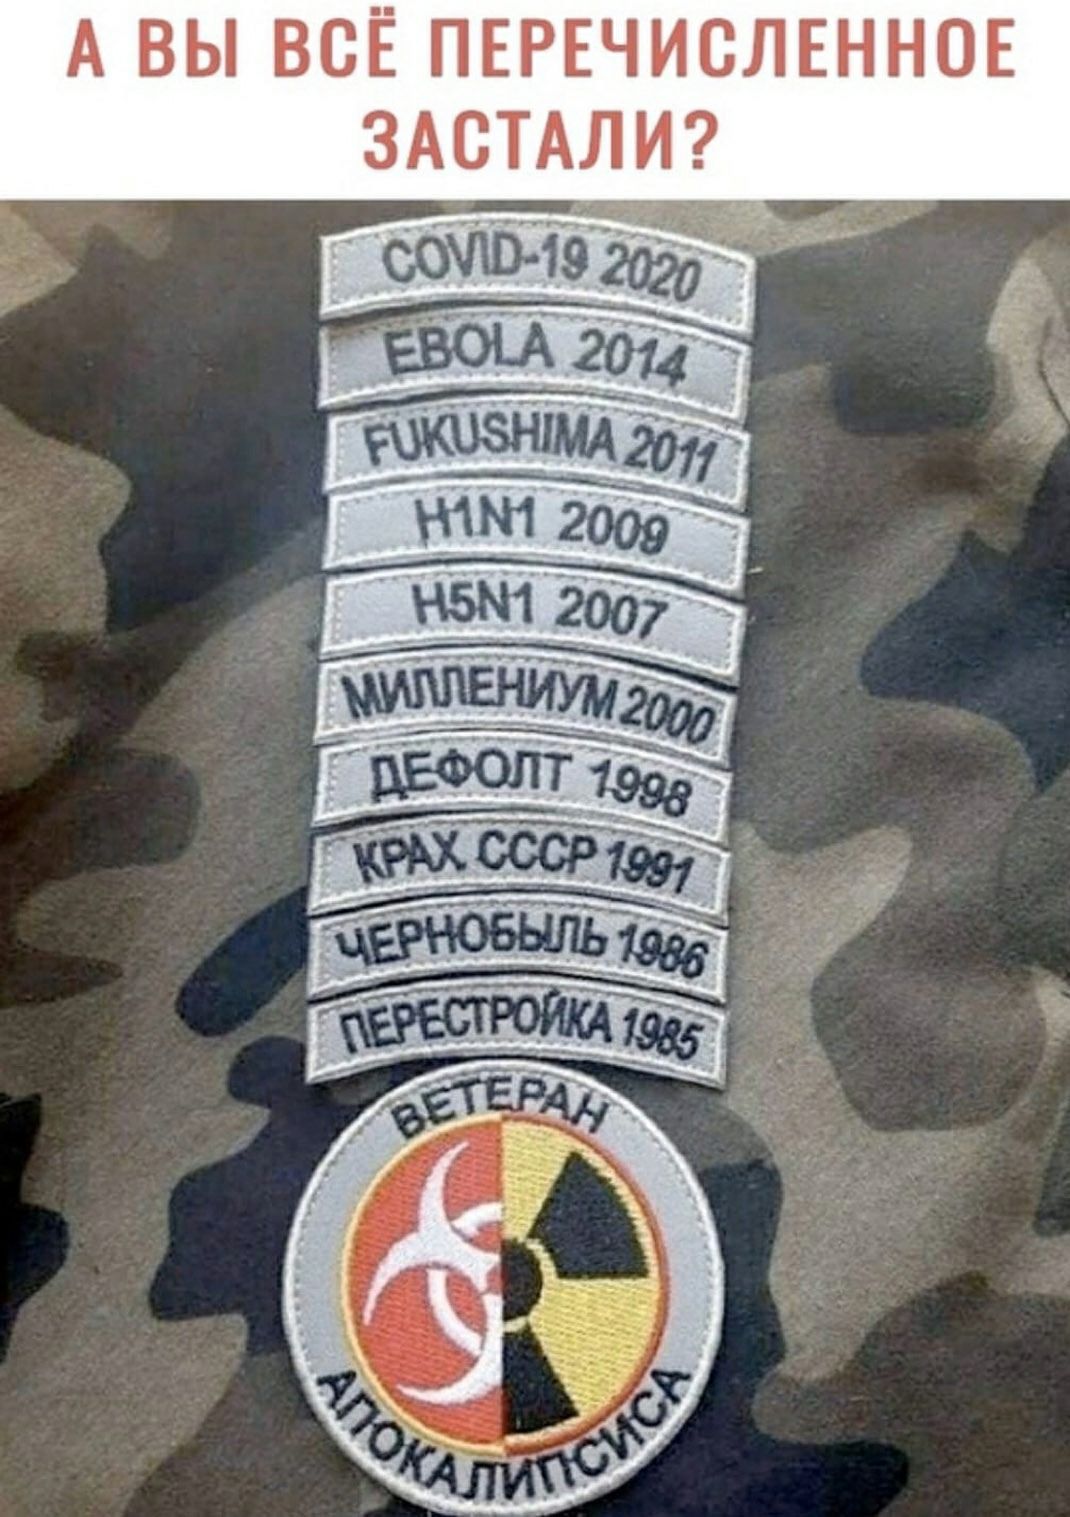 А ВЫ ВСЁ ПЕРЕЧИСЛЕННОЕ
ЗАСТАЛИ?
COVID-19 2020
EBOLA 2014
FUKUSHIMA 2011
H1N1 2009
H5N1 2007
МИЛЛЕНИУМ 2000
ДЕФОЛТ 1998
КРАХ СССР 1991
ЧЕРНОБЫЛЬ 1986
ПЕРЕСТРОЙКА 1985
ВЕТЕРАН
АПОКАЛИПСИСА